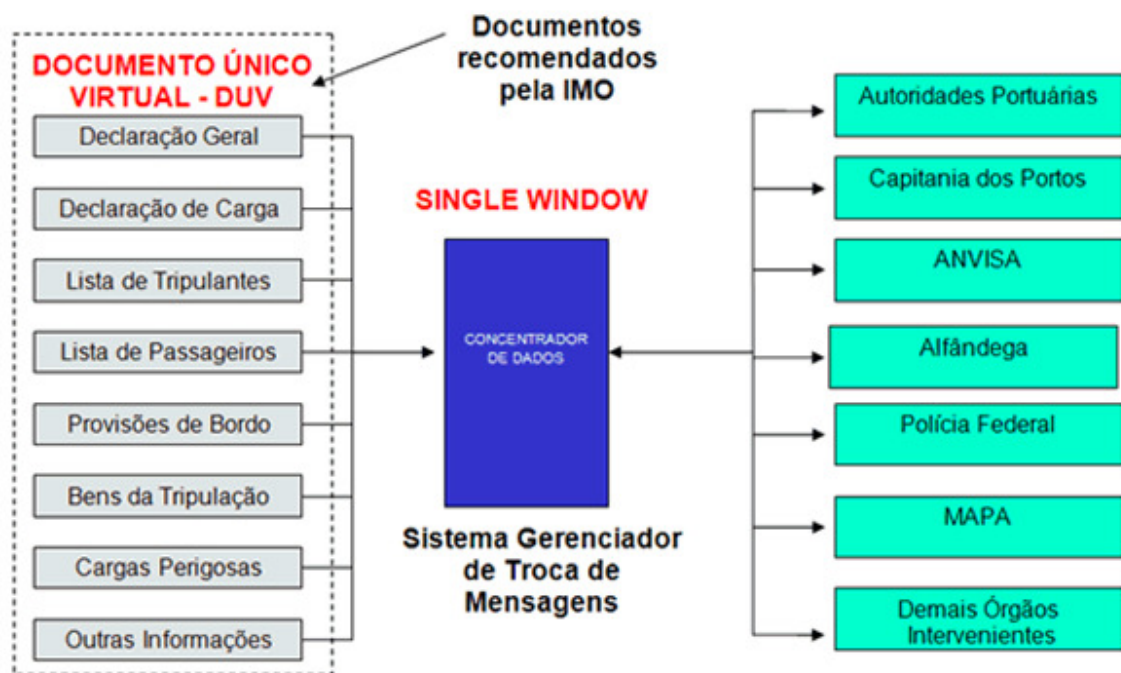 Documentos
recomendados
pela IMO
DOCUMENTO ÚNICO
VIRTUAL - DUV
Declaração Geral
Declaração de Carga
Lista de Tripulantes
Lista de Passageiros
Provisões de Bordo
Bens da Tripulação
Cargas Perigosas
Outras Informações
SINGLE WINDOW
CONCENTRADOR
DE DADOS
Sistema Gerenciador
de Troca de
Mensagens
Autoridades Portuárias
Capitania dos Portos
ANVISA
Alfândega
Polícia Federal
MAPA
Demais Órgãos
Intervenientes